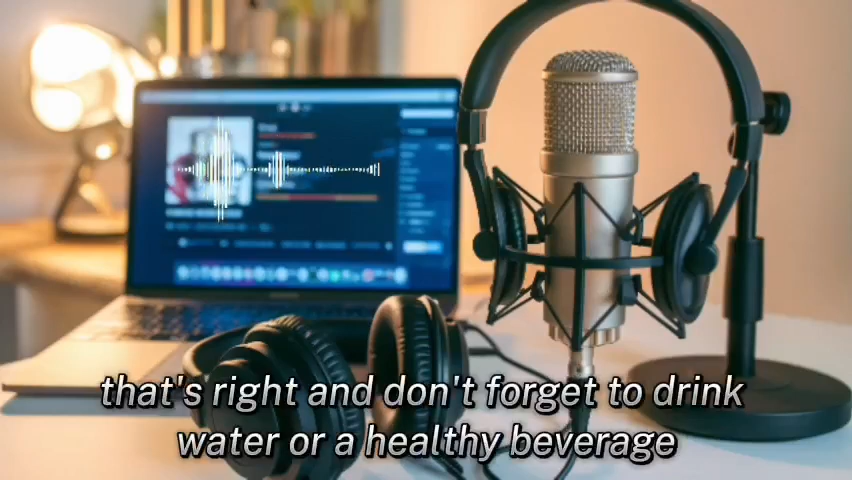 that's right and don't forget to drink
water or a healthy beverage